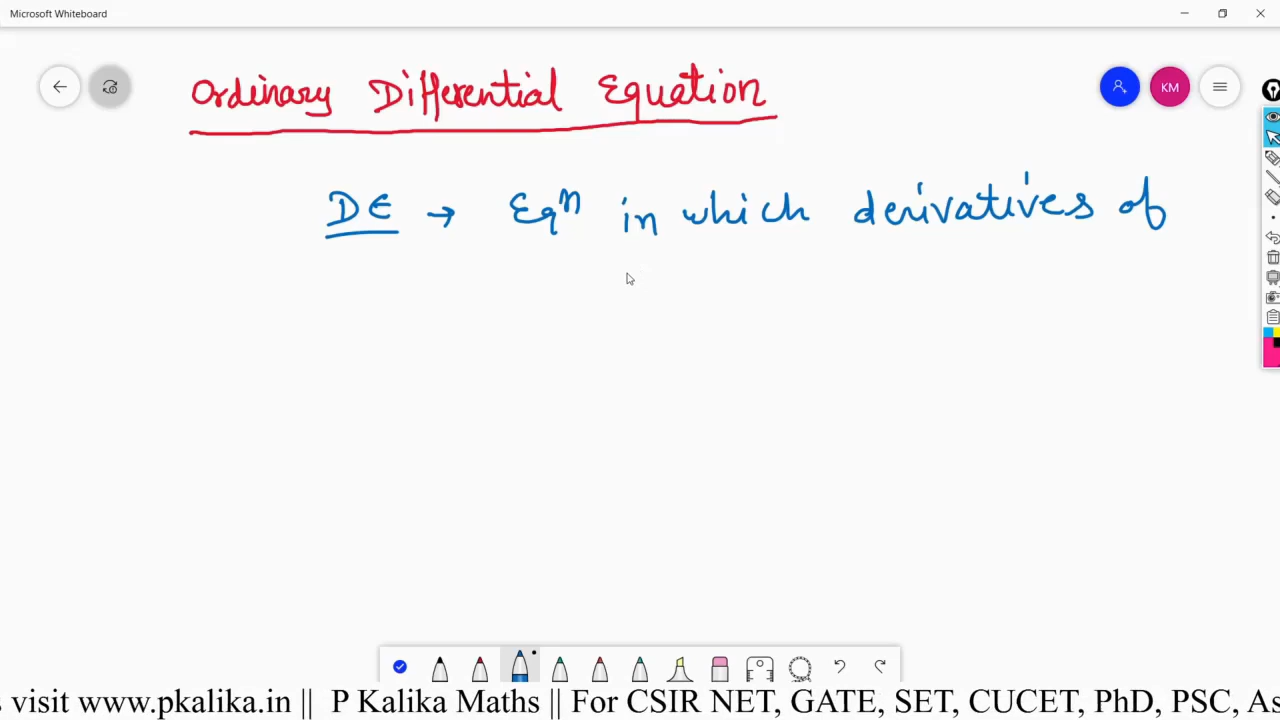 Microsoft Whiteboard
KM
Ordinary Differential Equation
DE → Eqⁿ in which derivatives of
s visit www.pkalika.in || P Kalika Maths || For CSIR NET, GATE, SET, CUCET, PhD, PSC, As